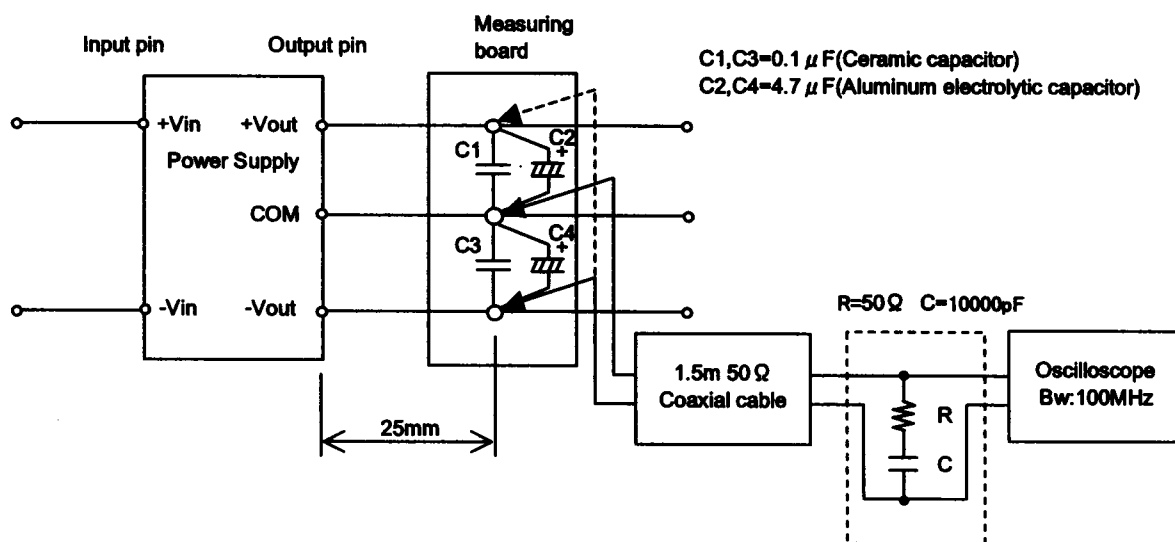 Input pin
Output pin
Measuring
board
C1,C3=0.1 μF(Ceramic capacitor)
C2,C4=4.7 μF(Aluminum electrolytic capacitor)
+Vin
+Vout
Power Supply
C1
C2
+
COM
C3
C4
+
-Vin
-Vout
R=50Ω C=10000pF
1.5m 50Ω
Coaxial cable
R
C
Oscilloscope
Bw:100MHz
25mm